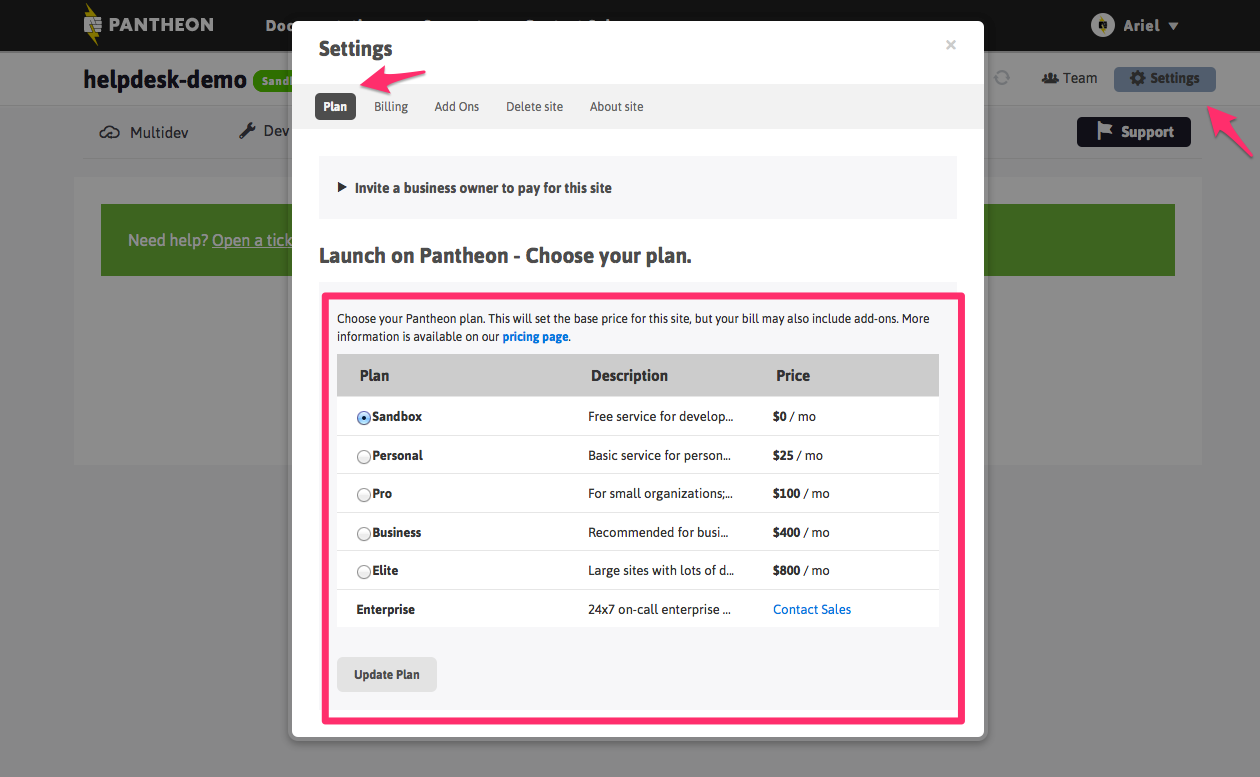 PANTHEON
Ariel
Settings
helpdesk-demo
Team
Settings
Plan
Billing
Add Ons
Delete site
About site
Multidev
Dev
Support
Invite a business owner to pay for this site
Need help? Open a tick
Launch on Pantheon - Choose your plan.
Choose your Pantheon plan. This will set the base price for this site, but your bill may also include add-ons. More
information is available on our pricing page.
Plan Description Price
Sandbox Free service for develop... $0 / mo
Personal Basic service for person... $25 / mo
Pro For small organizations;... $100 / mo
Business Recommended for busi... $400 / mo
Elite Large sites with lots of d... $800 / mo
Enterprise 24x7 on-call enterprise ... Contact Sales
Update Plan